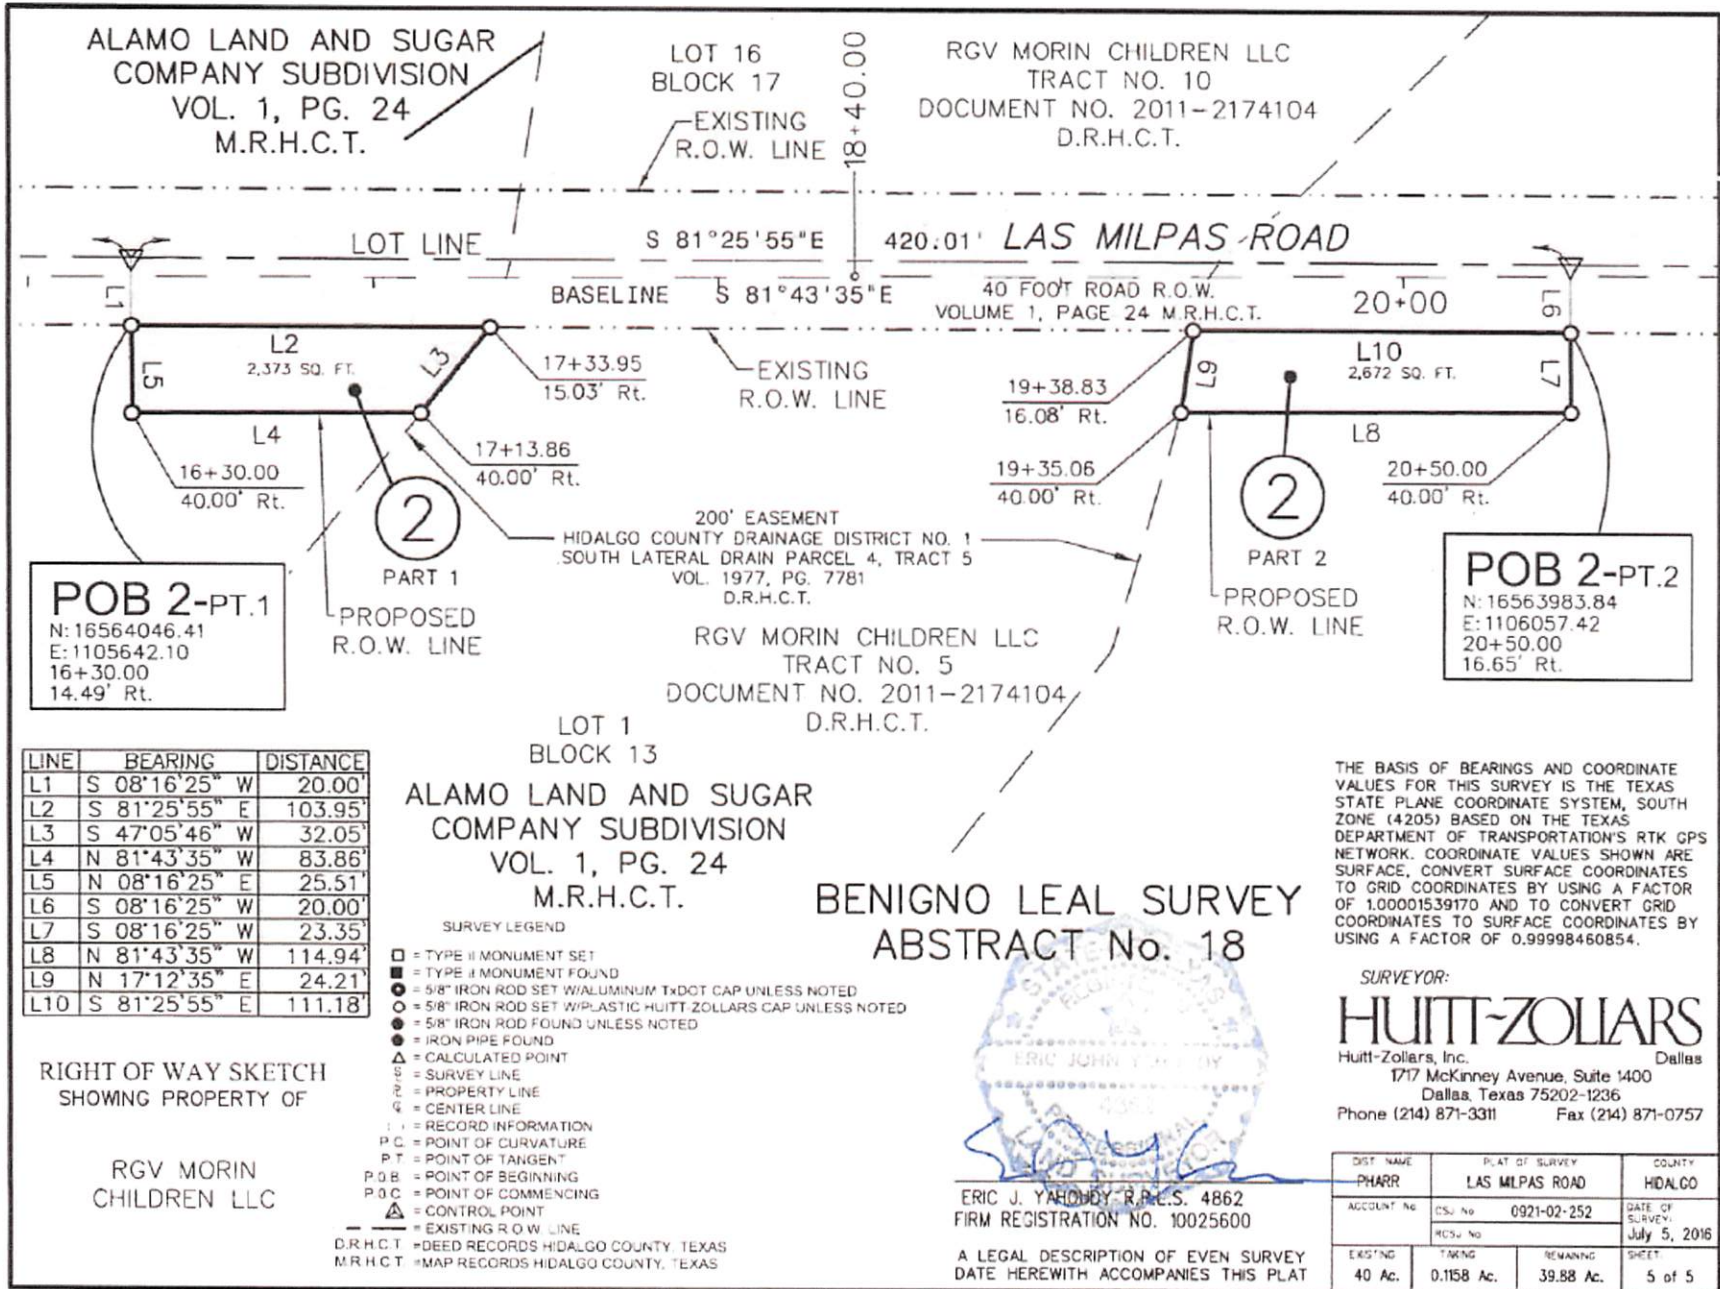 ALAMO LAND AND SUGAR
COMPANY SUBDIVISION
VOL. 1, PG. 24
M.R.H.C.T.
LOT 16
BLOCK 17
EXISTING
R.O.W. LINE
18+40.00
RGV MORIN CHILDREN LLC
TRACT NO. 10
DOCUMENT NO. 2011-2174104
D.R.H.C.T.
LOT LINE
S 81°25'55"E 420.01'
LAS MILPAS ROAD
BASELINE S 81°43'35"E
40 FOOT ROAD R.O.W.
VOLUME 1, PAGE 24 M.R.H.C.T.
20+00
L1
L6
L2
2,373 SQ. FT.
L3
L5
L4
17+33.95
15.03' Rt.
EXISTING
R.O.W. LINE
19+38.83
16.08' Rt.
L9
L10
2,672 SQ. FT.
L7
L8
16+30.00
40.00' Rt.
17+13.86
40.00' Rt.
19+35.06
40.00' Rt.
20+50.00
40.00' Rt.
2
PART 1
2
PART 2
200' EASEMENT
HIDALGO COUNTY DRAINAGE DISTRICT NO. 1
SOUTH LATERAL DRAIN PARCEL 4, TRACT 5
VOL. 1977, PG. 7781
D.R.H.C.T.
POB 2-PT.1
N:16564046.41
E:1105642.10
16+30.00
14.49' Rt.
PROPOSED
R.O.W. LINE
PROPOSED
R.O.W. LINE
POB 2-PT.2
N:16563983.84
E:1106057.42
20+50.00
16.65' Rt.
RGV MORIN CHILDREN LLC
TRACT NO. 5
DOCUMENT NO. 2011-2174104
D.R.H.C.T.
LOT 1
BLOCK 13
ALAMO LAND AND SUGAR
COMPANY SUBDIVISION
VOL. 1, PG. 24
M.R.H.C.T.
LINE BEARING DISTANCE
L1 S 08°16'25" W 20.00'
L2 S 81°25'55" E 103.95'
L3 S 47°05'46" W 32.05'
L4 N 81°43'35" W 83.86'
L5 N 08°16'25" E 25.51'
L6 S 08°16'25" W 20.00'
L7 S 08°16'25" W 23.35'
L8 N 81°43'35" W 114.94'
L9 N 17°12'35" E 24.21'
L10 S 81°25'55" E 111.18'
BENIGNO LEAL SURVEY
ABSTRACT No. 18
THE BASIS OF BEARINGS AND COORDINATE
VALUES FOR THIS SURVEY IS THE TEXAS
STATE PLANE COORDINATE SYSTEM, SOUTH
ZONE (4205) BASED ON THE TEXAS
DEPARTMENT OF TRANSPORTATION'S RTK GPS
NETWORK. COORDINATE VALUES SHOWN ARE
SURFACE, CONVERT SURFACE COORDINATES
TO GRID COORDINATES BY USING A FACTOR
OF 1.00001539170 AND TO CONVERT GRID
COORDINATES TO SURFACE COORDINATES BY
USING A FACTOR OF 0.99998460854.
SURVEY LEGEND
= TYPE II MONUMENT SET
= TYPE II MONUMENT FOUND
= 5/8" IRON ROD SET W/ALUMINUM TxDOT CAP UNLESS NOTED
= 5/8" IRON ROD SET W/PLASTIC HUITT-ZOLLARS CAP UNLESS NOTED
= 5/8" IRON ROD FOUND UNLESS NOTED
= IRON PIPE FOUND
= CALCULATED POINT
= SURVEY LINE
= PROPERTY LINE
= CENTER LINE
( ) = RECORD INFORMATION
P.C. = POINT OF CURVATURE
P.T. = POINT OF TANGENT
P.O.B. = POINT OF BEGINNING
P.O.C. = POINT OF COMMENCING
= CONTROL POINT
= EXISTING R.O.W. LINE
D.R.H.C.T. =DEED RECORDS HIDALGO COUNTY, TEXAS
M.R.H.C.T. =MAP RECORDS HIDALGO COUNTY, TEXAS
RIGHT OF WAY SKETCH
SHOWING PROPERTY OF
RGV MORIN
CHILDREN LLC
STATE OF TEXAS
REGISTERED
ERIC JOHN YAHOUDY
4862
PROFESSIONAL
LAND SURVEYOR
ERIC J. YAHOUDY R.P.L.S. 4862
FIRM REGISTRATION NO. 10025600
A LEGAL DESCRIPTION OF EVEN SURVEY
DATE HEREWITH ACCOMPANIES THIS PLAT
SURVEYOR:
HUITT-ZOLLARS
Huitt-Zollars, Inc. Dallas
1717 McKinney Avenue, Suite 1400
Dallas, Texas 75202-1236
Phone (214) 871-3311 Fax (214) 871-0757
DIST NAME PLAT OF SURVEY COUNTY
PHARR LAS MILPAS ROAD HIDALGO
ACCOUNT No CSJ No 0921-02-252 DATE OF SURVEY:
RCSJ No July 5, 2016
EXISTING TAKING REMAINING SHEET:
40 Ac. 0.1158 Ac. 39.88 Ac. 5 of 5